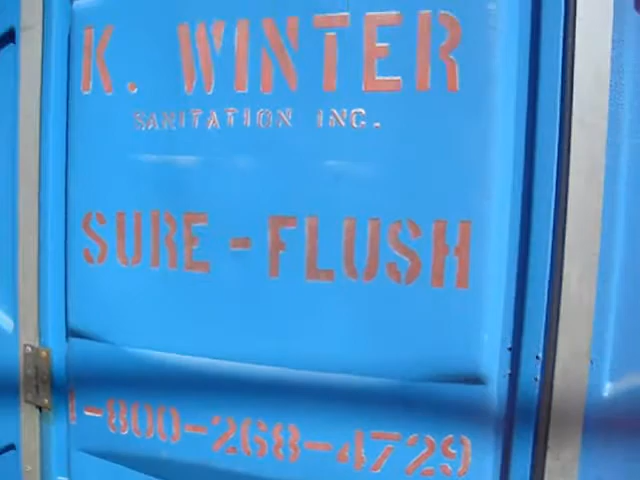 K. WINTER
SANITATION INC.
SURE-FLUSH
1-800-268-4729